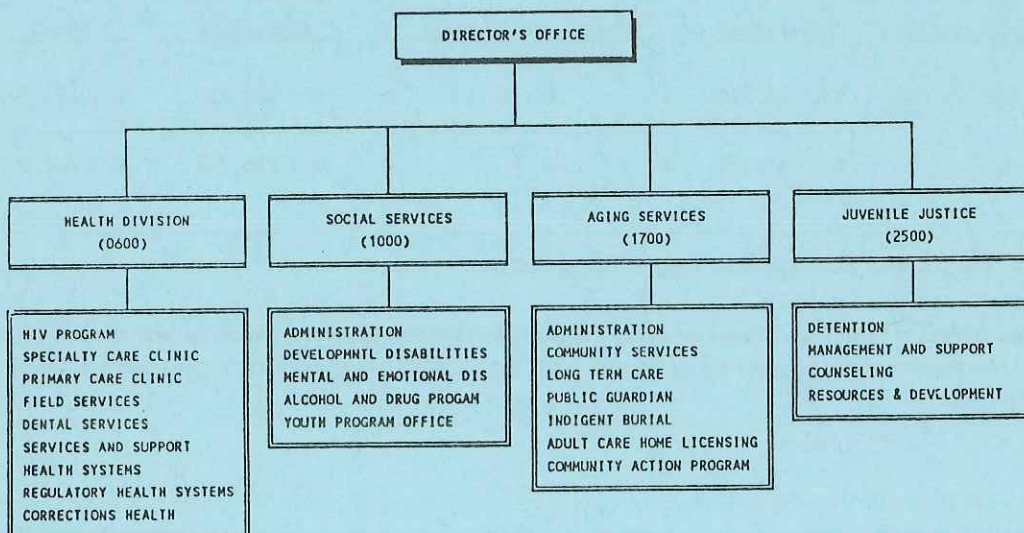 DIRECTOR'S OFFICE
HEALTH DIVISION
(0600)
SOCIAL SERVICES
(1000)
AGING SERVICES
(1700)
JUVENILE JUSTICE
(2500)
HIV PROGRAM
SPECIALTY CARE CLINIC
PRIMARY CARE CLINIC
FIELD SERVICES
DENTAL SERVICES
SERVICES AND SUPPORT
HEALTH SYSTEMS
REGULATORY HEALTH SYSTEMS
CORRECTIONS HEALTH
ADMINISTRATION
DEVELOPMNTL DISABILITIES
MENTAL AND EMOTIONAL DIS
ALCOHOL AND DRUG PROGAM
YOUTH PROGRAM OFFICE
ADMINISTRATION
COMMUNITY SERVICES
LONG TERM CARE
PUBLIC GUARDIAN
INDIGENT BURIAL
ADULT CARE HOME LICENSING
COMMUNITY ACTION PROGRAM
DETENTION
MANAGEMENT AND SUPPORT
COUNSELING
RESOURCES & DEVELOPMENT